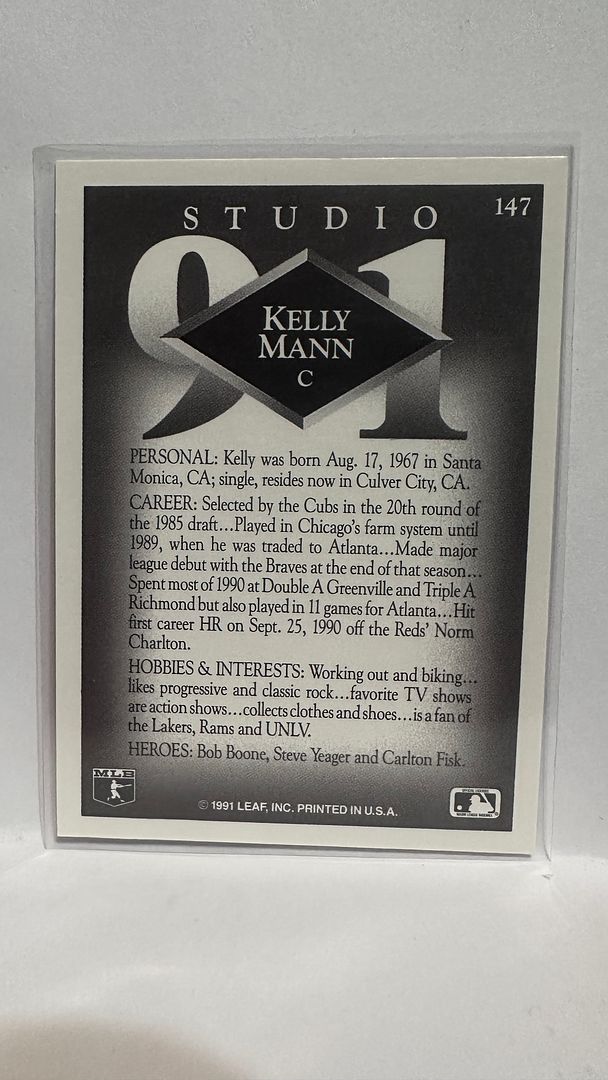 STUDIO
147
91
KELLY
MANN
C
PERSONAL: Kelly was born Aug. 17, 1967 in Santa
Monica, CA; single, resides now in Culver City, CA.
CAREER: Selected by the Cubs in the 20th round of
the 1985 draft...Played in Chicago's farm system until
1989, when he was traded to Atlanta...Made major
league debut with the Braves at the end of that season...
Spent most of 1990 at Double A Greenville and Triple A
Richmond but also played in 11 games for Atlanta...Hit
first career HR on Sept. 25, 1990 off the Reds' Norm
Charlton.
HOBBIES & INTERESTS: Working out and biking...
likes progressive and classic rock...favorite TV shows
are action shows...collects clothes and shoes...is a fan of
the Lakers, Rams and UNLV.
HEROES: Bob Boone, Steve Yeager and Carlton Fisk.
MLB
© 1991 LEAF, INC. PRINTED IN U.S.A.
MAJOR LEAGUE BASEBALL